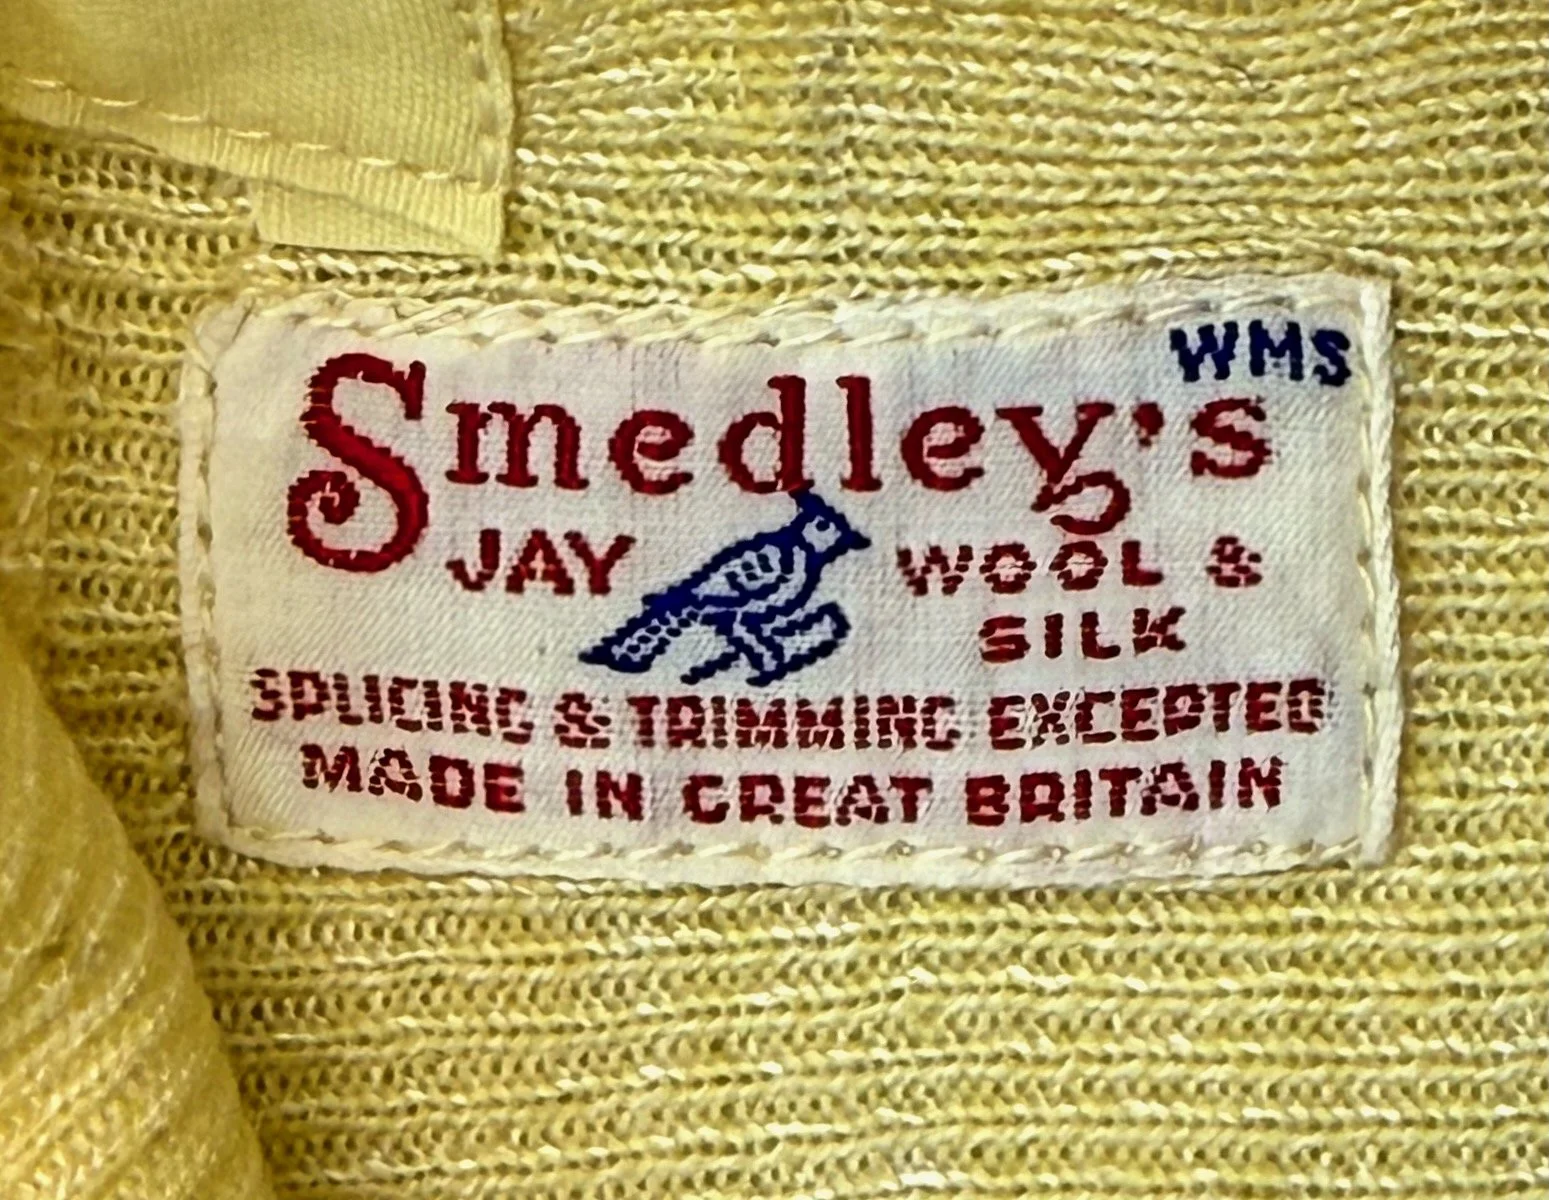 WMS
Smedley's
JAY WOOL &
SILK
SPLICING & TRIMMING EXCEPTED
MADE IN GREAT BRITAIN